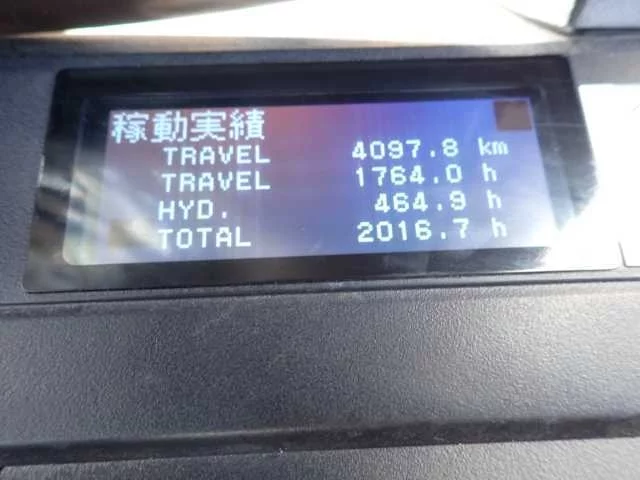 稼動実績
TRAVEL 4097.8 km
TRAVEL 1764.0 h
HYD. 464.9 h
TOTAL 2016.7 h